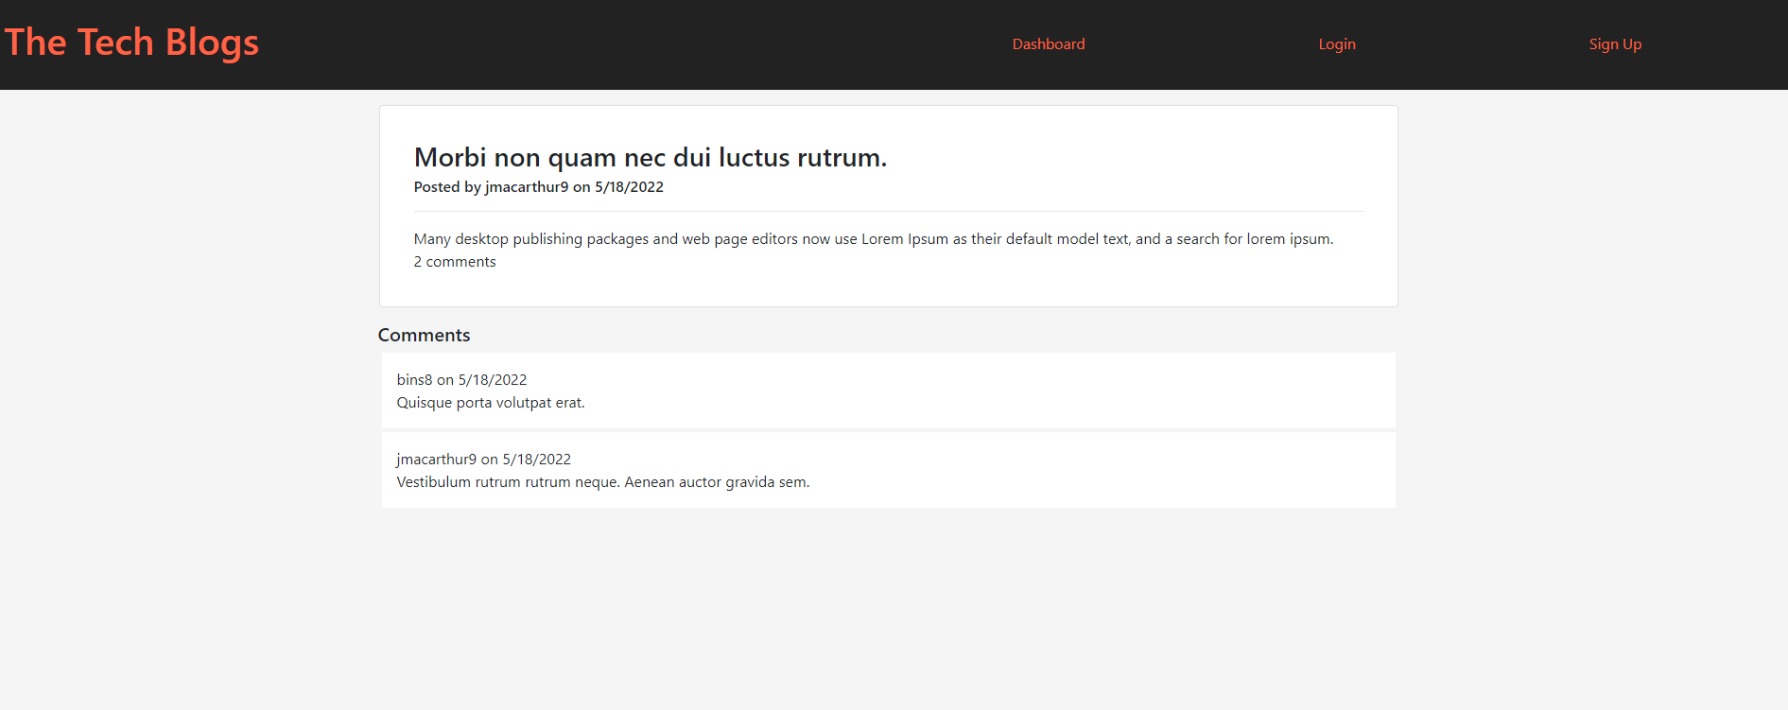 The Tech Blogs
Dashboard
Login
Sign Up
Morbi non quam nec dui luctus rutrum.
Posted by jmacarthur9 on 5/18/2022
Many desktop publishing packages and web page editors now use Lorem Ipsum as their default model text, and a search for lorem ipsum.
2 comments
Comments
bins8 on 5/18/2022
Quisque porta volutpat erat.
jmacarthur9 on 5/18/2022
Vestibulum rutrum rutrum neque. Aenean auctor gravida sem.